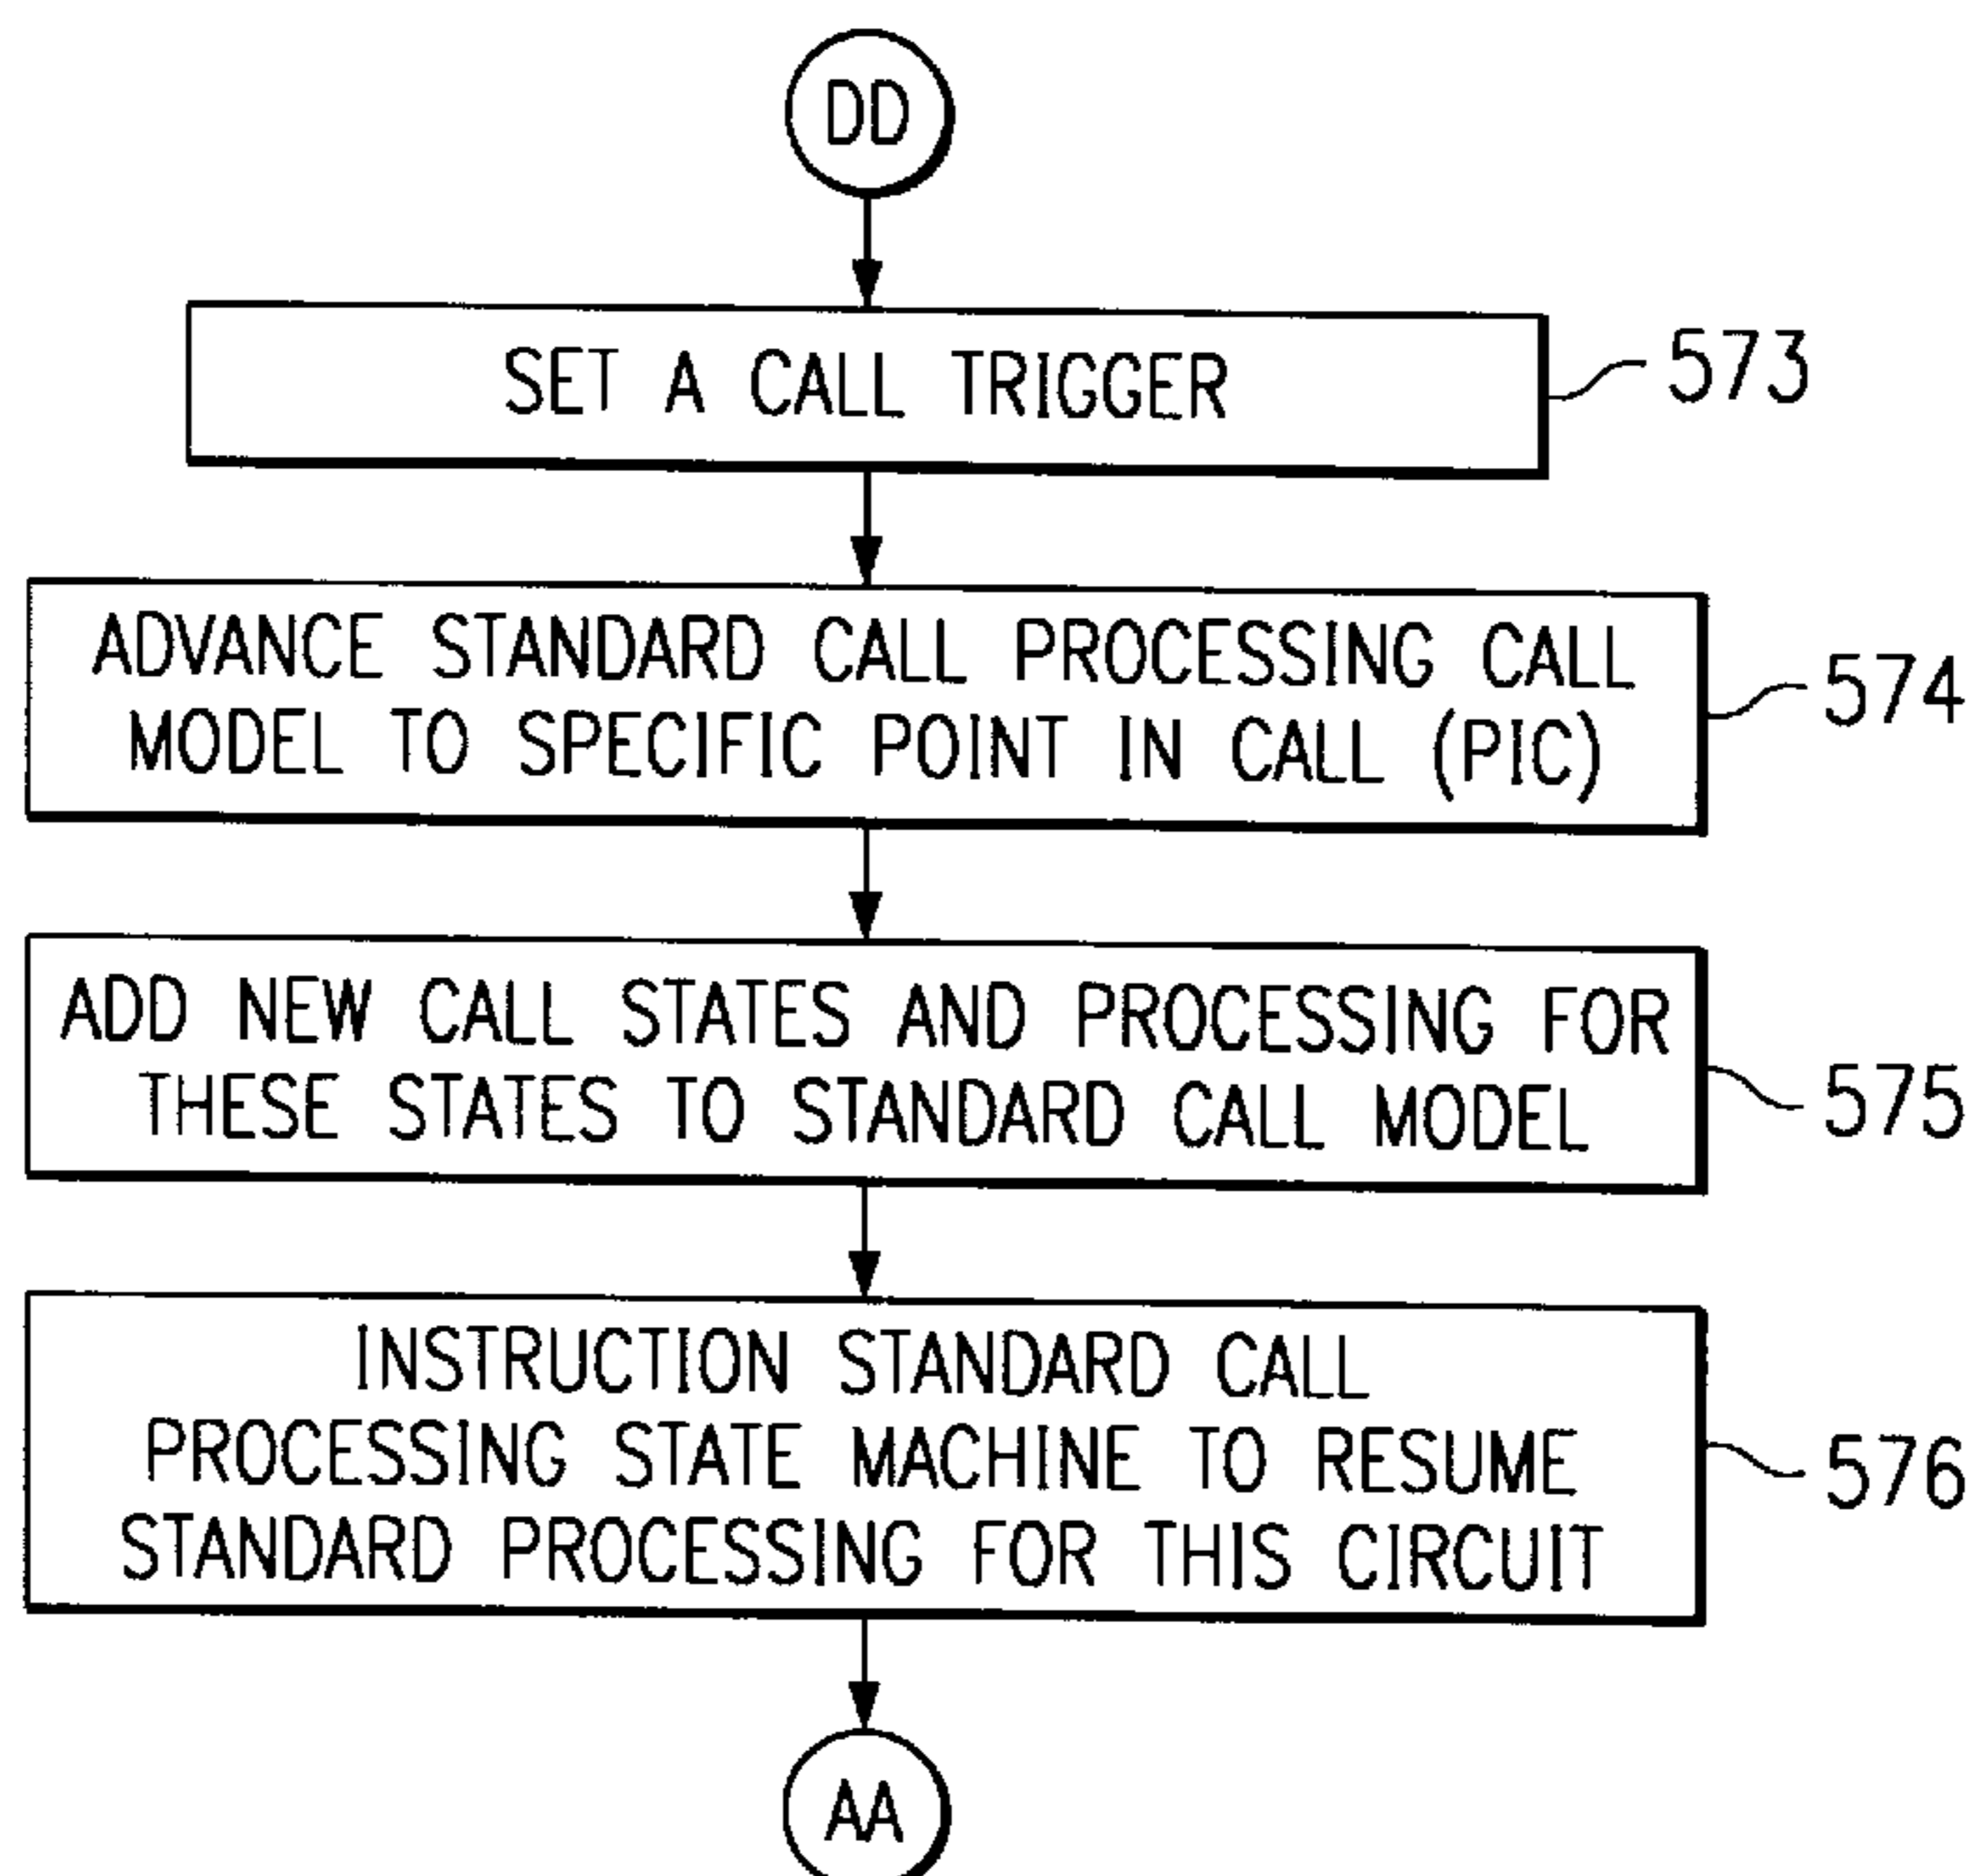 DD
SET A CALL TRIGGER
573
ADVANCE STANDARD CALL PROCESSING CALL
MODEL TO SPECIFIC POINT IN CALL (PIC)
574
ADD NEW CALL STATES AND PROCESSING FOR
THESE STATES TO STANDARD CALL MODEL
575
INSTRUCTION STANDARD CALL
PROCESSING STATE MACHINE TO RESUME
STANDARD PROCESSING FOR THIS CIRCUIT
576
AA